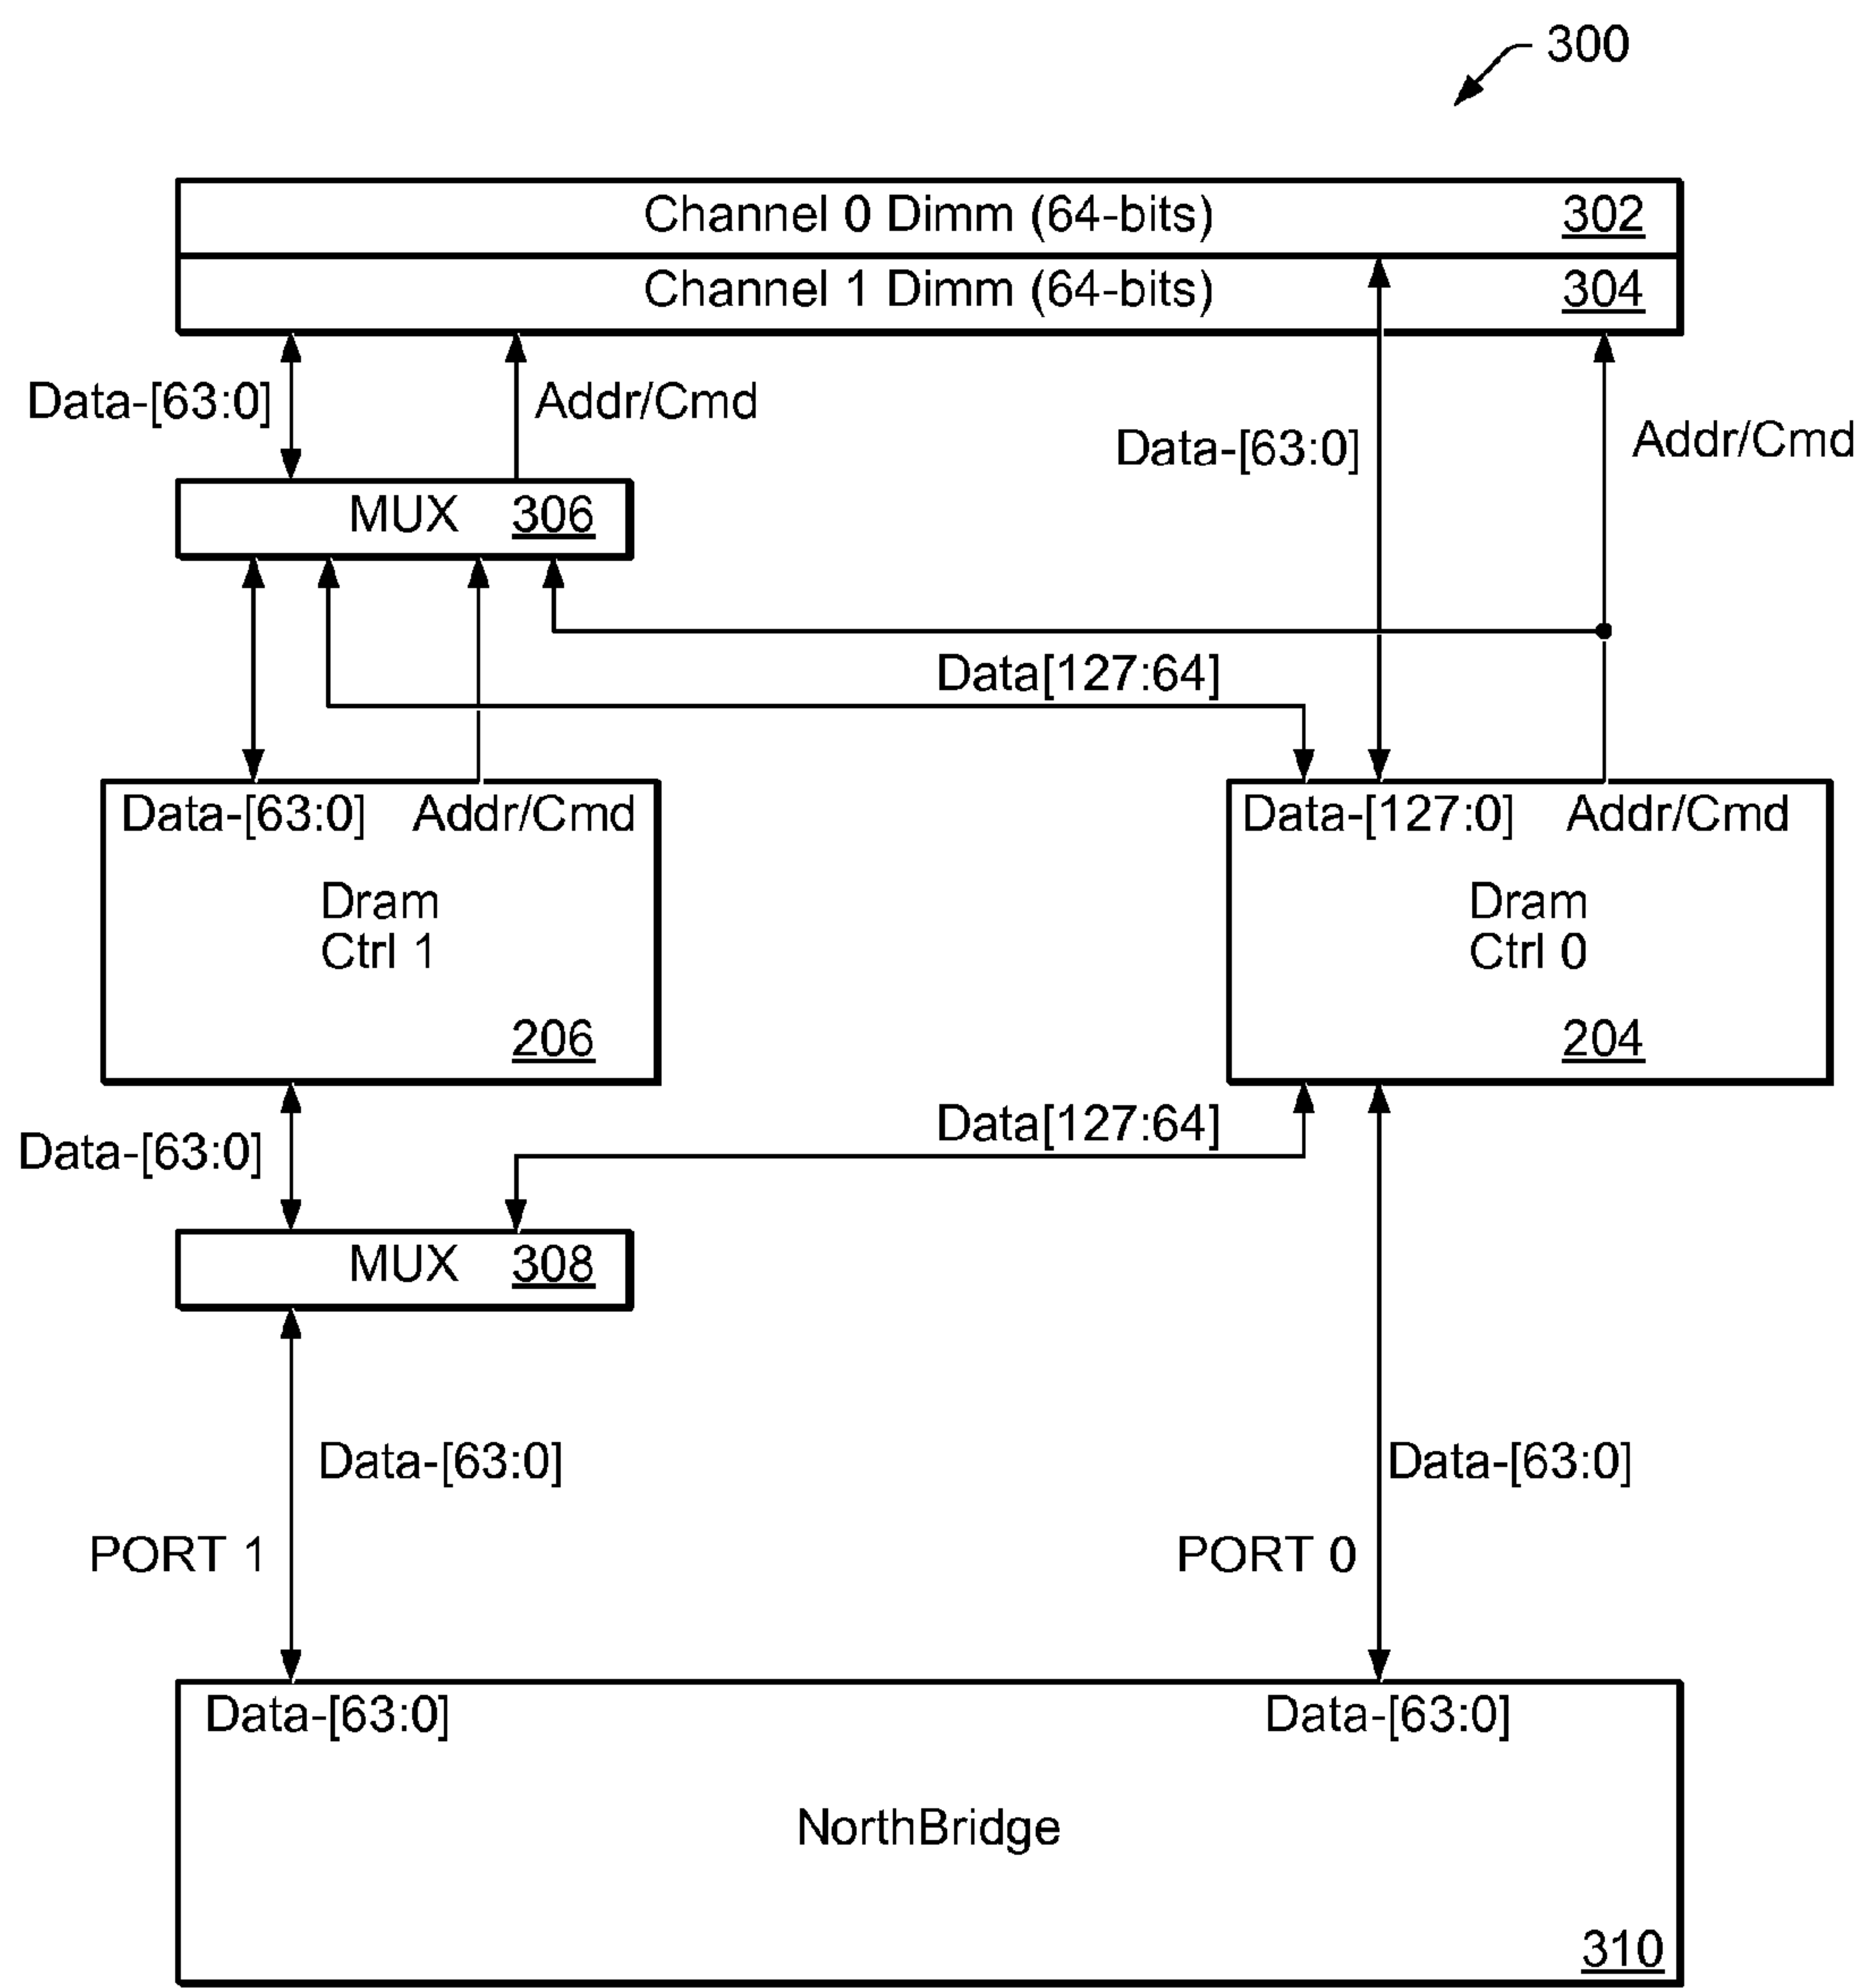 300
Channel 0 Dimm (64-bits) 302
Channel 1 Dimm (64-bits) 304
Data-[63:0] Addr/Cmd Data-[63:0] Addr/Cmd
MUX 306
Data[127:64]
Data-[63:0] Addr/Cmd Data-[127:0] Addr/Cmd
Dram Dram
Ctrl 1 Ctrl 0
206 204
Data[127:64]
Data-[63:0]
MUX 308
Data-[63:0] Data-[63:0]
PORT 1 PORT 0
Data-[63:0] Data-[63:0]
NorthBridge
310